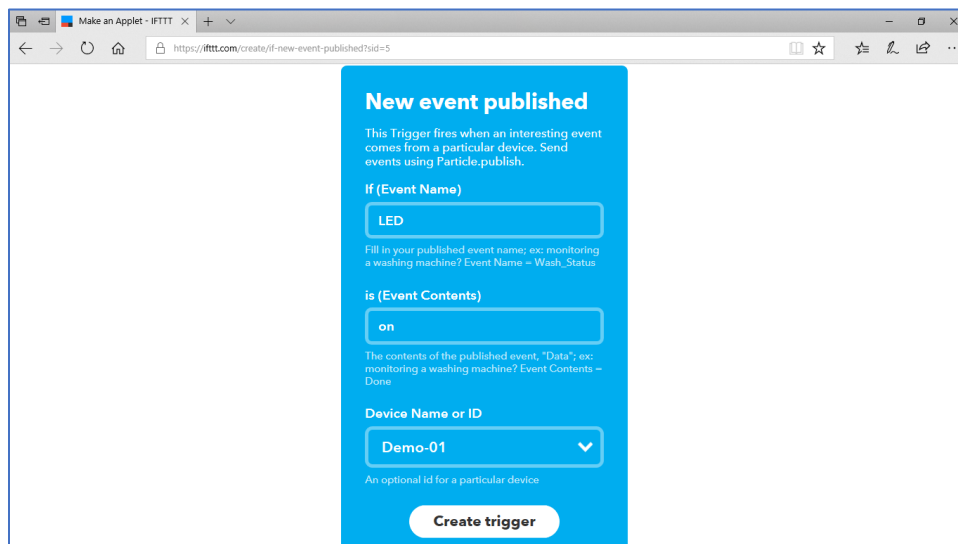 Make an Applet - IFTTT
https://ifttt.com/create/if-new-event-published?sid=5
New event published
This Trigger fires when an interesting event
comes from a particular device. Send
events using Particle.publish.
If (Event Name)
LED
Fill in your published event name; ex: monitoring
a washing machine? Event Name = Wash_Status
is (Event Contents)
on
The contents of the published event, "Data"; ex:
monitoring a washing machine? Event Contents =
Done
Device Name or ID
Demo-01
An optional id for a particular device
Create trigger